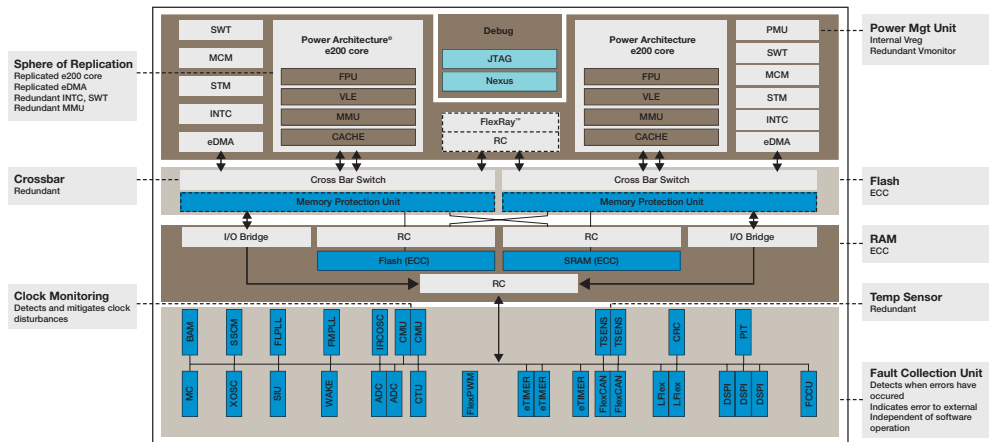 Sphere of Replication
Replicated e200 core
Replicated eDMA
Redundant INTC, SWT
Redundant MMU
Crossbar
Redundant
Clock Monitoring
Detects and mitigates clock
disturbances
SWT
MCM
STM
INTC
eDMA
Power Architecture®
e200 core
FPU
VLE
MMU
CACHE
Debug
JTAG
Nexus
FlexRay™
RC
Power Architecture
e200 core
FPU
VLE
MMU
CACHE
PMU
SWT
MCM
STM
INTC
eDMA
Cross Bar Switch
Memory Protection Unit
Cross Bar Switch
Memory Protection Unit
I/O Bridge
RC
RC
I/O Bridge
Flash (ECC)
SRAM (ECC)
RC
BAM
SSCM
FLPLL
FMPLL
IRCOSC
CMU
CMU
TSENS
TSENS
CRC
PIT
MC
XOSC
SIU
WAKE
ADC
ADC
CTU
FlexPWM
eTIMER
eTIMER
eTIMER
FlexCAN
FlexCAN
LFlex
LFlex
DSPI
DSPI
DSPI
FCCU
Power Mgt Unit
Internal Vreg
Redundant Vmonitor
Flash
ECC
RAM
ECC
Temp Sensor
Redundant
Fault Collection Unit
Detects when errors have
occured
Indicates error to external
Independent of software
operation